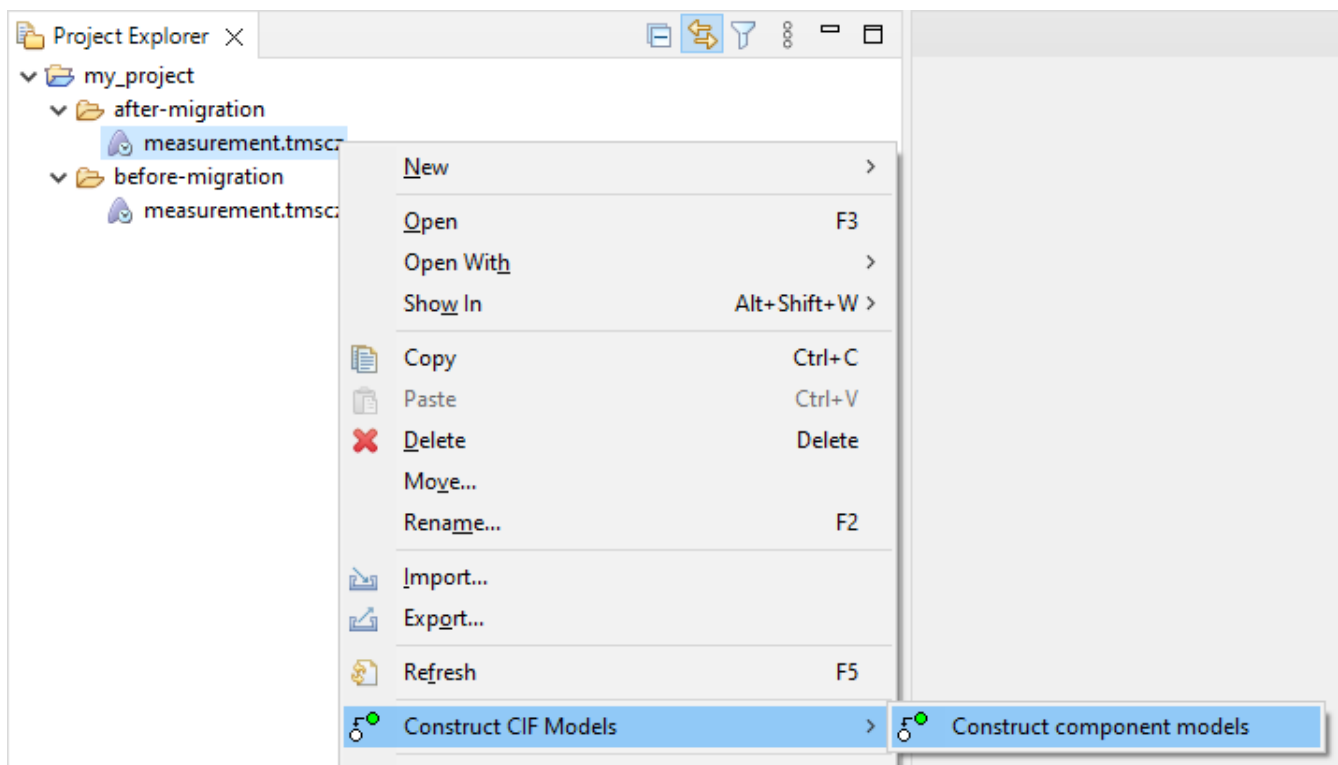 Project Explorer
my_project
after-migration
measurement.tmscz
before-migration
measurement.tmscz
New
Open F3
Open With
Show In Alt+Shift+W
Copy Ctrl+C
Paste Ctrl+V
Delete Delete
Move...
Rename... F2
Import...
Export...
Refresh F5
Construct CIF Models
Construct component models